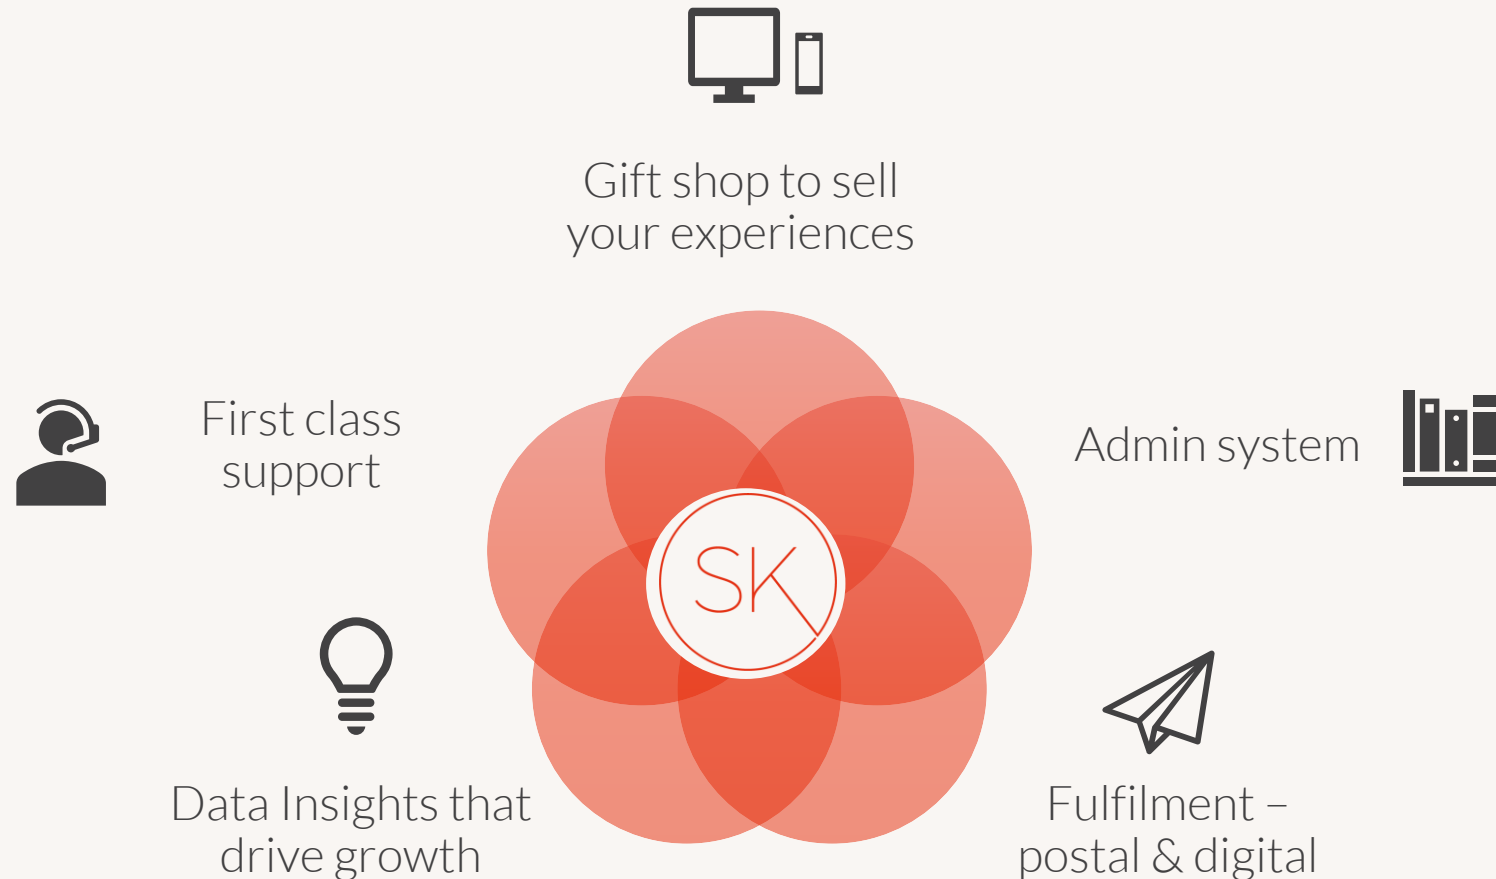 Gift shop to sell
your experiences
First class
support
Admin system
SK
Data Insights that
drive growth
Fulfilment –
postal & digital